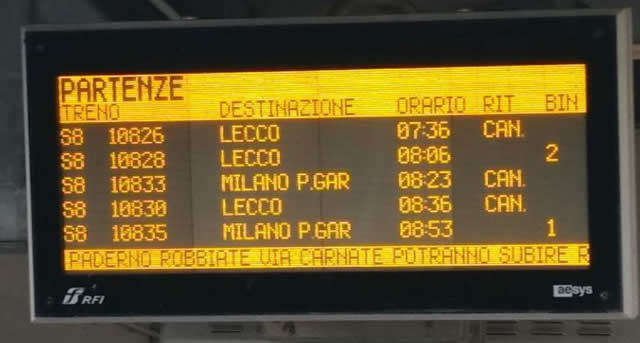 PARTENZE
TRENO DESTINAZIONE ORARIO RIT BIN
S8 10826 LECCO 07:36 CAN.
S8 10828 LECCO 08:06 2
S8 10833 MILANO P.GAR 08:23 CAN.
S8 10830 LECCO 08:36 CAN.
S8 10835 MILANO P.GAR 08:53 1
PADERNO ROBBIATE VIA CARNATE POTRANNO SUBIRE R
RFI aesys